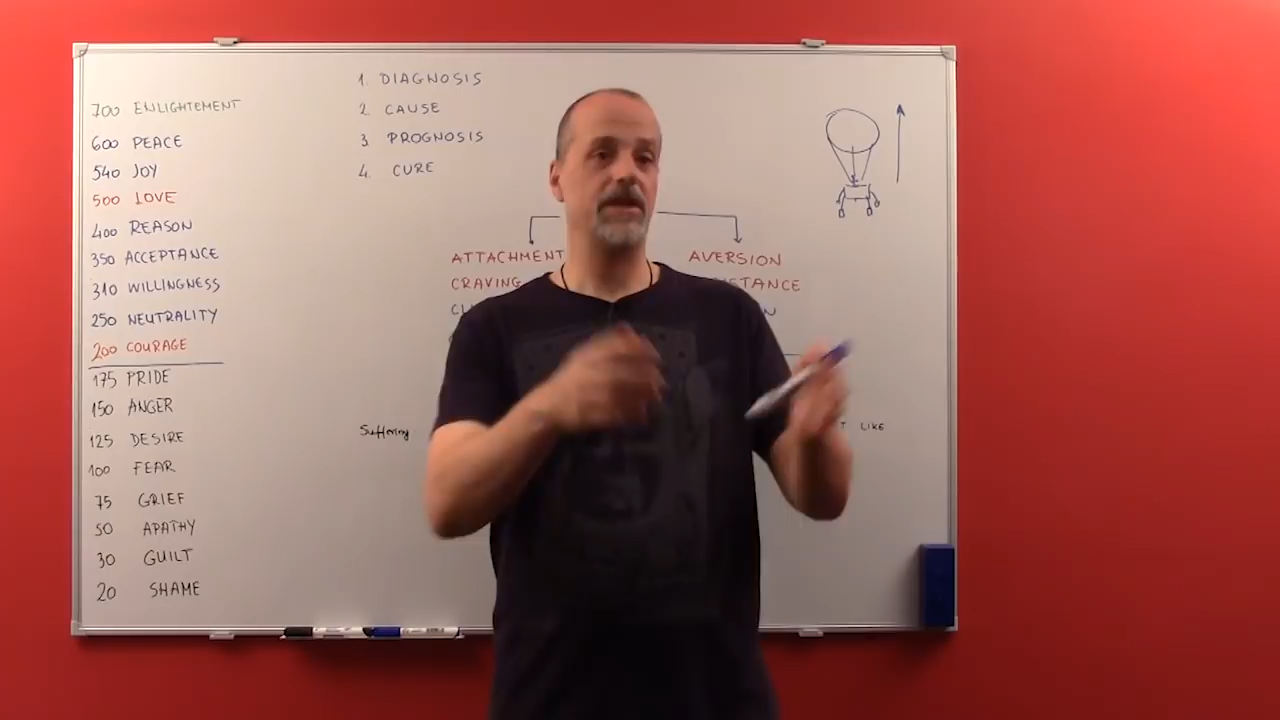 700 ENLIGHTEMENT
600 PEACE
540 JOY
500 LOVE
400 REASON
350 ACCEPTANCE
310 WILLINGNESS
250 NEUTRALITY
200 COURAGE
175 PRIDE
150 ANGER
125 DESIRE
100 FEAR
75 GRIEF
50 APATHY
30 GUILT
20 SHAME
1. DIAGNOSIS
2. CAUSE
3. PROGNOSIS
4. CURE
ATTACHMENT
CRAVING
AVERSION
Suffering
LIKE